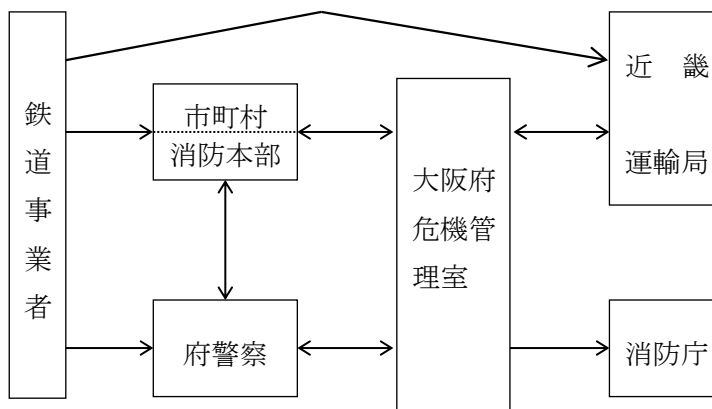 鉄道事業者
市町村
消防本部
府警察
大阪府
危機管
理室
近　畿
運輸局
消防庁